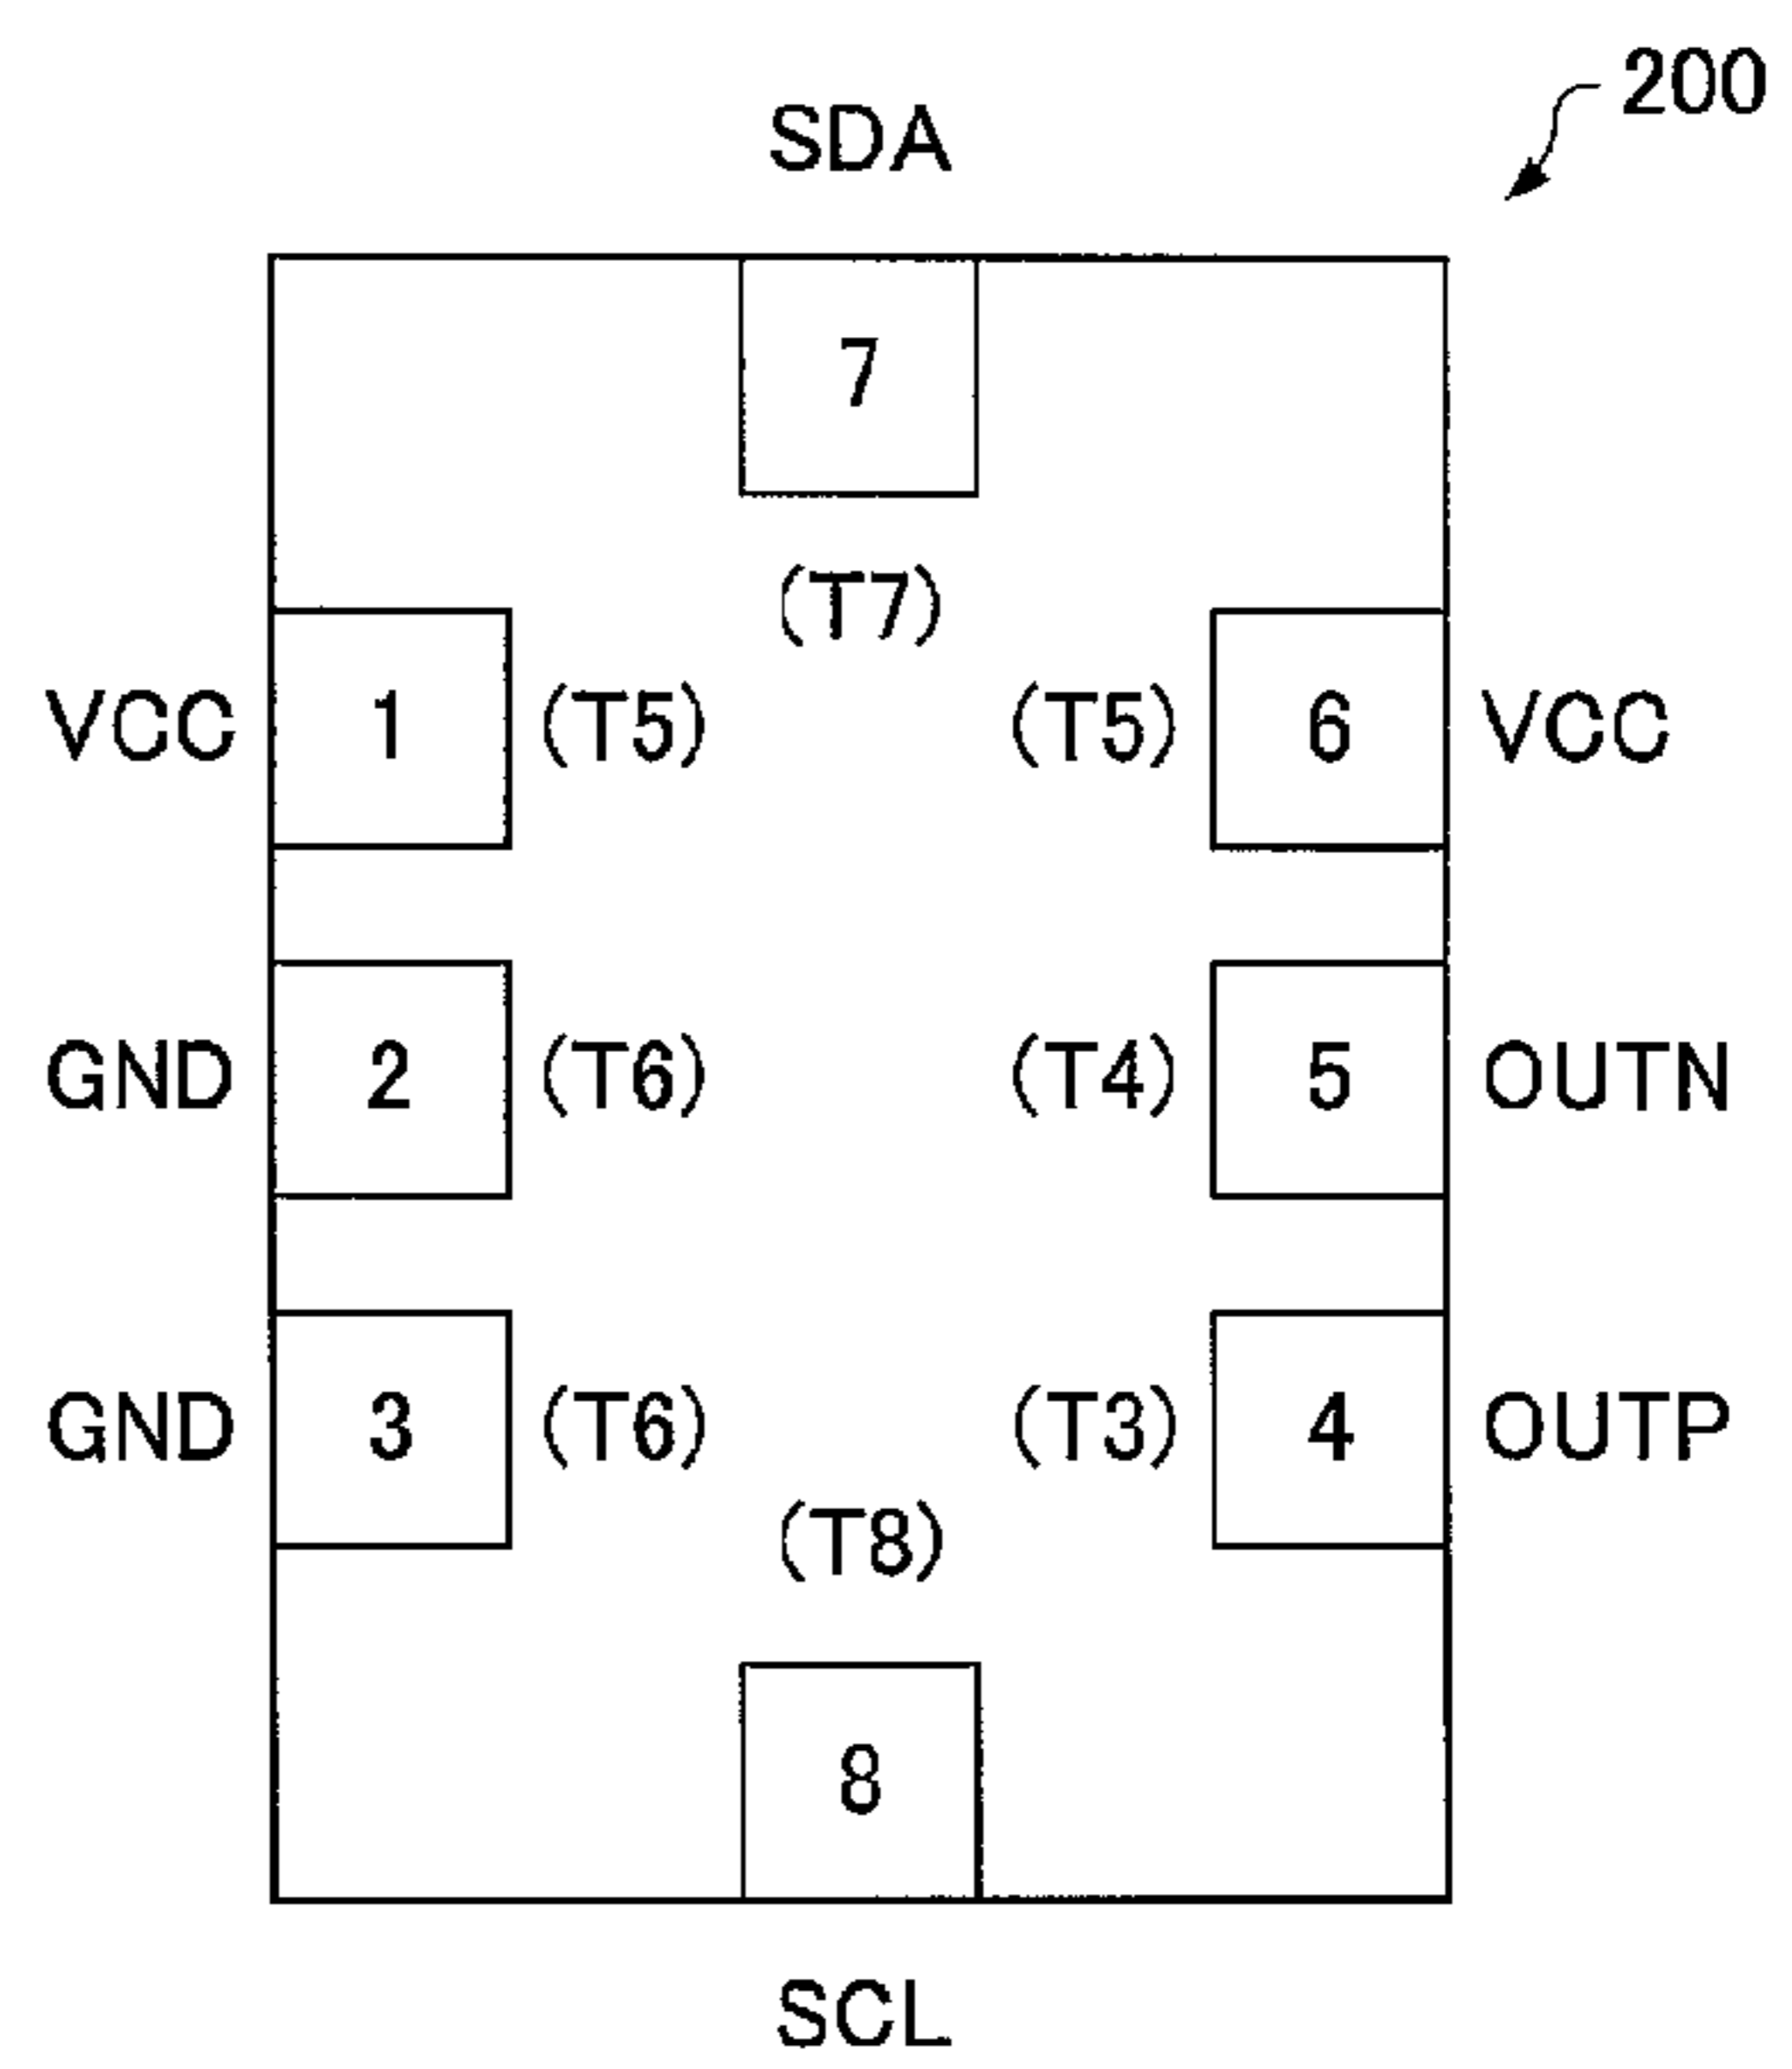 200
SDA
7
(T7)
VCC 1 (T5) (T5) 6 VCC
GND 2 (T6) (T4) 5 OUTN
GND 3 (T6) (T3) 4 OUTP
(T8)
8
SCL